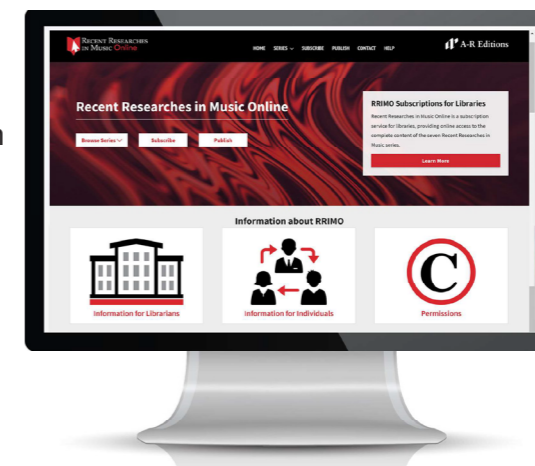 RECENT RESEARCHES
IN MUSIC Online
HOME SERIES SUBSCRIBE PUBLISH CONTACT HELP
A-R Editions
Recent Researches in Music Online
Browse Series
Subscribe
Publish
RRIMO Subscriptions for Libraries
Recent Researches in Music Online is a subscription
service for libraries, providing online access to the
complete content of the seven Recent Researches in
Music series.
Learn More
Information about RRIMO
Information for Librarians
Information for Individuals
C
Permissions